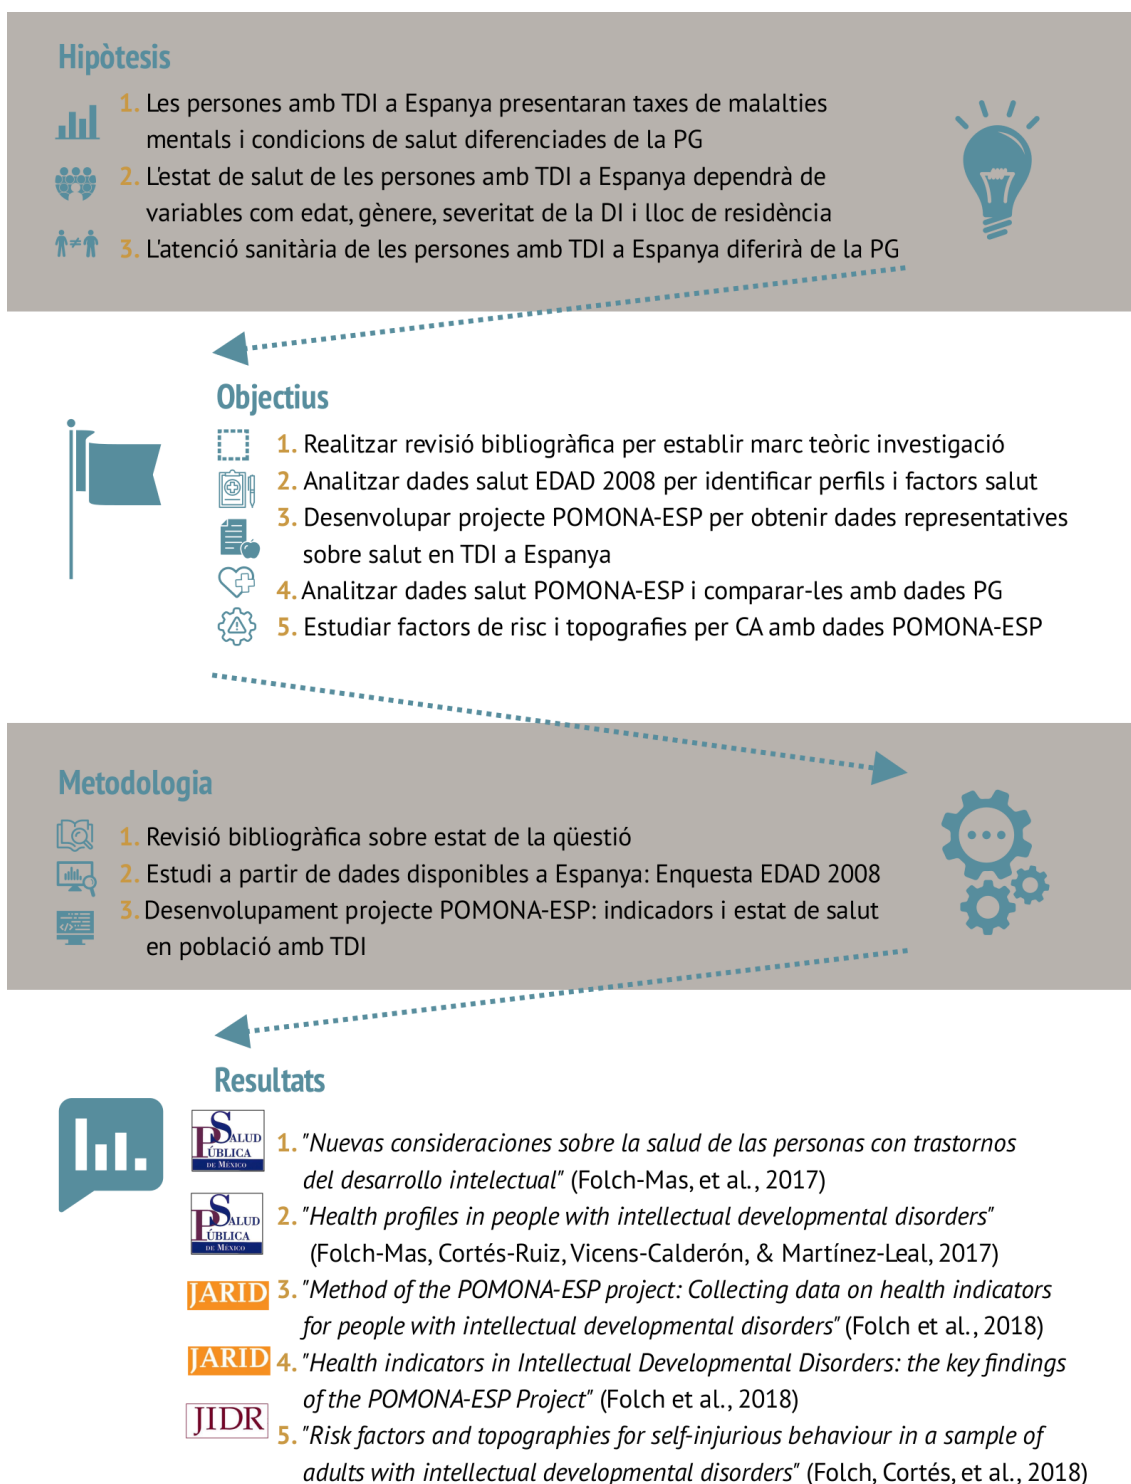 Hipòtesis
1. Les persones amb TDI a Espanya presentaran taxes de malalties
mentals i condicions de salut diferenciades de la PG
2. L'estat de salut de les persones amb TDI a Espanya dependrà de
variables com edat, gènere, severitat de la DI i lloc de residència
3. L'atenció sanitària de les persones amb TDI a Espanya diferirà de la PG
Objectius
1. Realitzar revisió bibliogràfica per establir marc teòric investigació
2. Analitzar dades salut EDAD 2008 per identificar perfils i factors salut
3. Desenvolupar projecte POMONA-ESP per obtenir dades representatives
sobre salut en TDI a Espanya
4. Analitzar dades salut POMONA-ESP i comparar-les amb dades PG
5. Estudiar factors de risc i topografies per CA amb dades POMONA-ESP
Metodologia
1. Revisió bibliogràfica sobre estat de la qüestió
2. Estudi a partir de dades disponibles a Espanya: Enquesta EDAD 2008
3. Desenvolupament projecte POMONA-ESP: indicadors i estat de salut
en població amb TDI
Resultats
SALUD
PÚBLICA
DE MÉXICO
1. "Nuevas consideraciones sobre la salud de las personas con trastornos
del desarrollo intelectual" (Folch-Mas, et al., 2017)
SALUD
PÚBLICA
DE MÉXICO
2. "Health profiles in people with intellectual developmental disorders"
(Folch-Mas, Cortés-Ruiz, Vicens-Calderón, & Martínez-Leal, 2017)
JARID
3. "Method of the POMONA-ESP project: Collecting data on health indicators
for people with intellectual developmental disorders" (Folch et al., 2018)
JARID
4. "Health indicators in Intellectual Developmental Disorders: the key findings
of the POMONA-ESP Project" (Folch et al., 2018)
JIDR
5. "Risk factors and topographies for self-injurious behaviour in a sample of
adults with intellectual developmental disorders" (Folch, Cortés, et al., 2018)